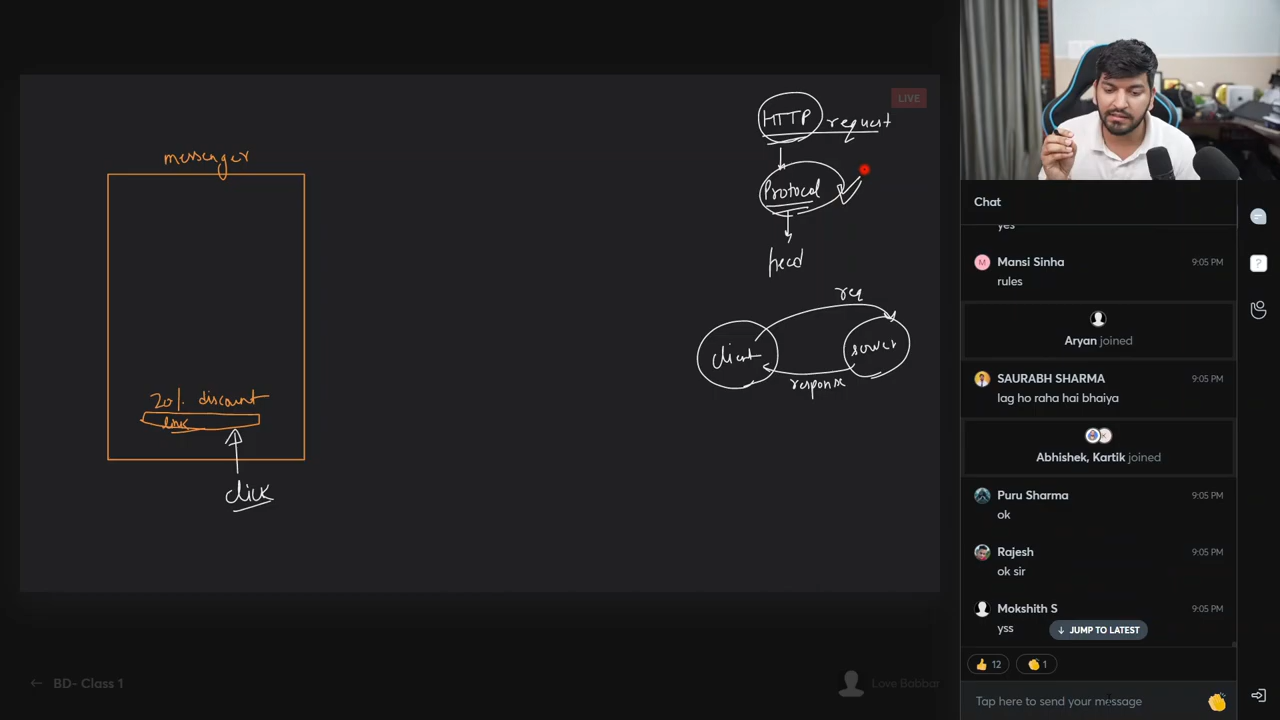 LIVE
HTTP request
messenger
Protocol
req
client
server
response
20% discount
link
click
← BD- Class 1
Love Babbar
Chat
yes
M Mansi Sinha 9:05 PM
rules
Aryan joined
SAURABH SHARMA 9:05 PM
lag ho raha hai bhaiya
Abhishek, Kartik joined
Puru Sharma 9:05 PM
ok
Rajesh 9:05 PM
ok sir
Mokshith S 9:05 PM
yss
↓ JUMP TO LATEST
👍 12 👏 1
Tap here to send your message